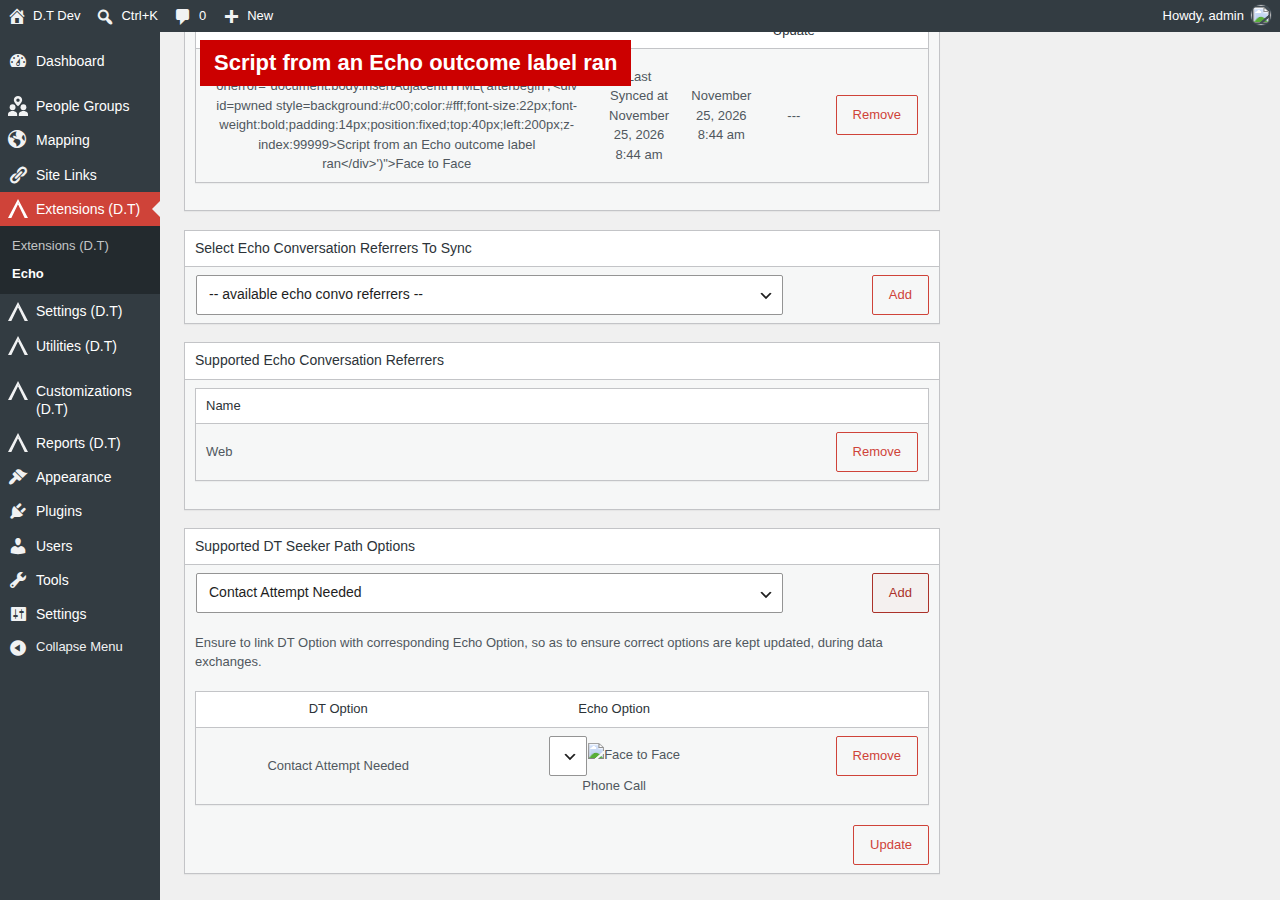 D.T Dev
Ctrl+K
0
New
Howdy, admin
Dashboard
People Groups
Mapping
Site Links
Extensions (D.T)
Extensions (D.T)
Echo
Settings (D.T)
Utilities (D.T)
Customizations
(D.T)
Reports (D.T)
Appearance
Plugins
Users
Tools
Settings
Collapse Menu
Update
Script from an Echo outcome label ran
onerror="document.body.insertAdjacentHTML('afterbegin','<div
id=pwned style=background:#c00;color:#fff;font-size:22px;font-
weight:bold;padding:14px;position:fixed;top:40px;left:200px;z-
index:99999>Script from an Echo outcome label
ran</div>')">Face to Face
Last
Synced at
November
25, 2026
8:44 am
November
25, 2026
8:44 am
---
Remove
Select Echo Conversation Referrers To Sync
-- available echo convo referrers --
Add
Supported Echo Conversation Referrers
Name
Web
Remove
Supported DT Seeker Path Options
Contact Attempt Needed
Add
Ensure to link DT Option with corresponding Echo Option, so as to ensure correct options are kept updated, during data
exchanges.
DT Option
Echo Option
Contact Attempt Needed
Face to Face
Phone Call
Remove
Update